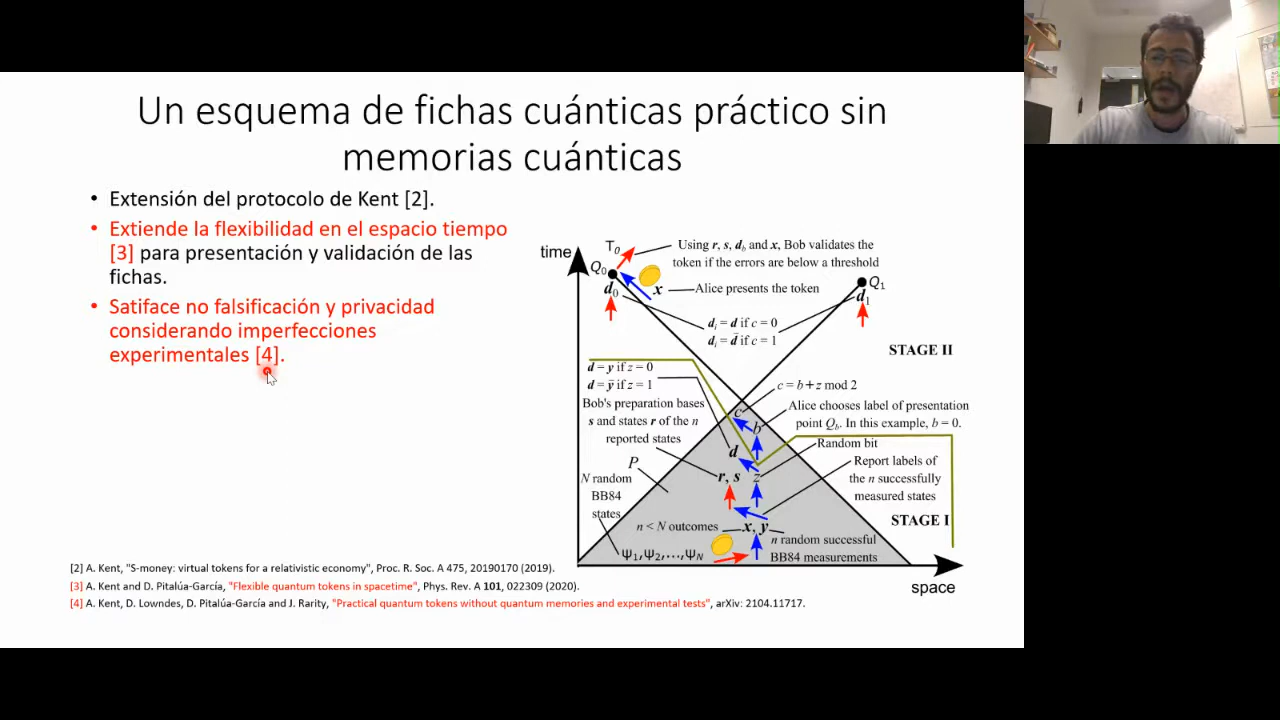 Un esquema de fichas cuánticas práctico sin
memorias cuánticas
• Extensión del protocolo de Kent [2].
• Extiende la flexibilidad en el espacio tiempo
[3] para presentación y validación de las
fichas.
• Satiface no falsificación y privacidad
considerando imperfecciones
experimentales [4].
time
T₀
Using r, s, d_b and x, Bob validates the
token if the errors are below a threshold
Q₀
x
Alice presents the token
d₀
Q₁
d₁
dᵢ = d if c = 0
dᵢ = d̄ if c = 1
STAGE II
d = y if z = 0
d = ȳ if z = 1
c = b + z mod 2
Bob's preparation bases
s and states r of the n
reported states
c
b
Alice chooses label of presentation
point Q_b. In this example, b = 0.
Random bit
d
P
r, s
z
Report labels of
the n successfully
measured states
N random
BB84
states
STAGE I
n < N outcomes
x, y
n random successful
BB84 measurements
Ψ₁,Ψ₂,…,Ψ_N
space
[2] A. Kent, "S-money: virtual tokens for a relativistic economy", Proc. R. Soc. A 475, 20190170 (2019).
[3] A. Kent and D. Pitalúa-García, "Flexible quantum tokens in spacetime", Phys. Rev. A 101, 022309 (2020).
[4] A. Kent, D. Lowndes, D. Pitalúa-García and J. Rarity, "Practical quantum tokens without quantum memories and experimental tests", arXiv: 2104.11717.